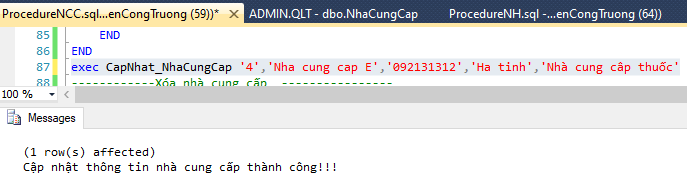 ProcedureNCC.sql...enCongTruong (59))* ADMIN.QLT - dbo.NhaCungCap ProcedureNH.sql -...enCongTruong (64))
85 END
86 END
87 exec CapNhat_NhaCungCap '4','Nha cung cap E','092131312','Ha tinh','Nhà cung cấp thuốc'
88 ------------Xóa nhà cung cấp ----------------
100 %
Messages
(1 row(s) affected)
Cập nhật thông tin nhà cung cấp thành công!!!